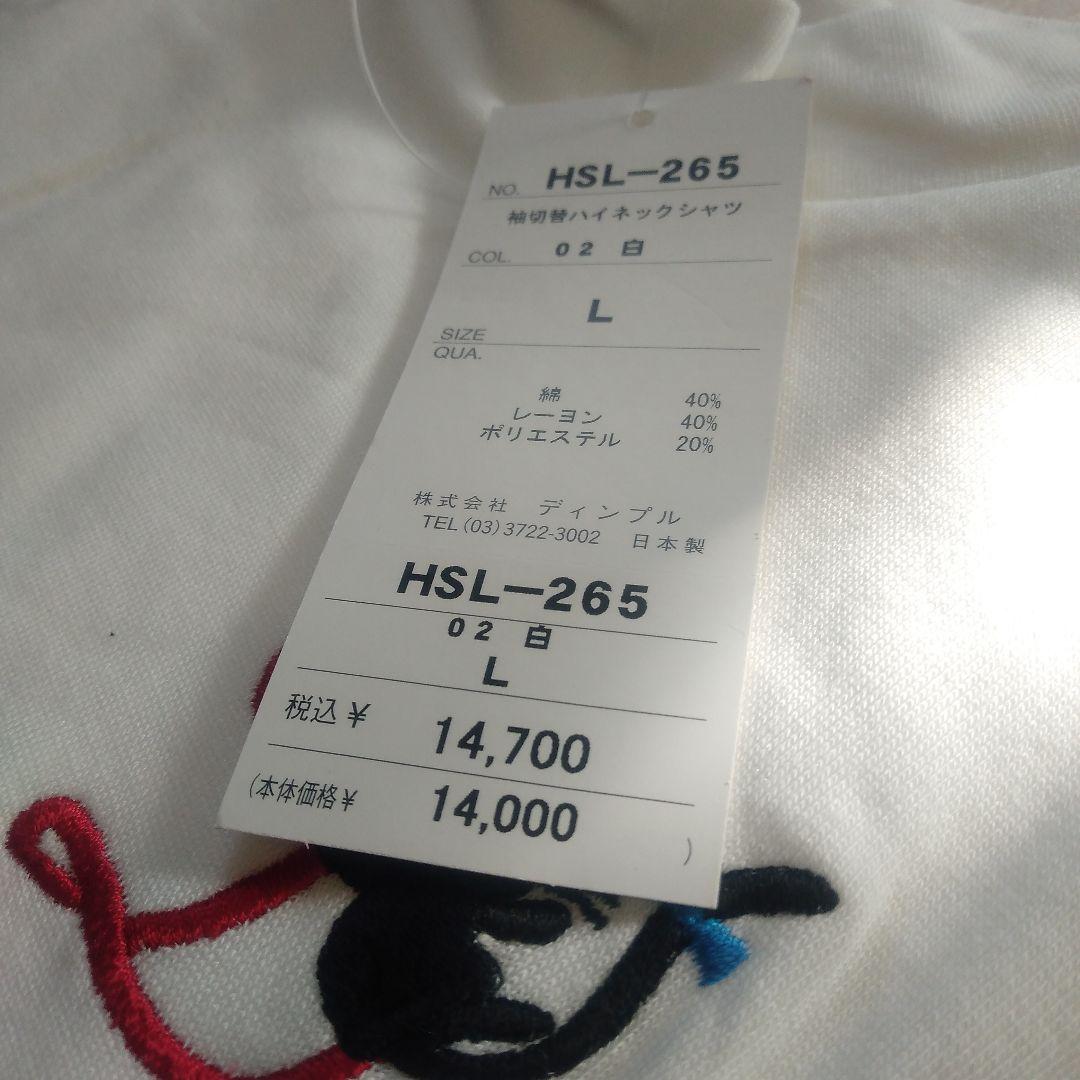 NO. HSL-265
袖切替ハイネックシャツ
COL. 02 白
SIZE L
QUA.
綿 40%
レーヨン 40%
ポリエステル 20%
株式会社 ディンプル
TEL(03)3722-3002 日本製
HSL-265
02 白
L
税込¥ 14,700
(本体価格¥ 14,000 )